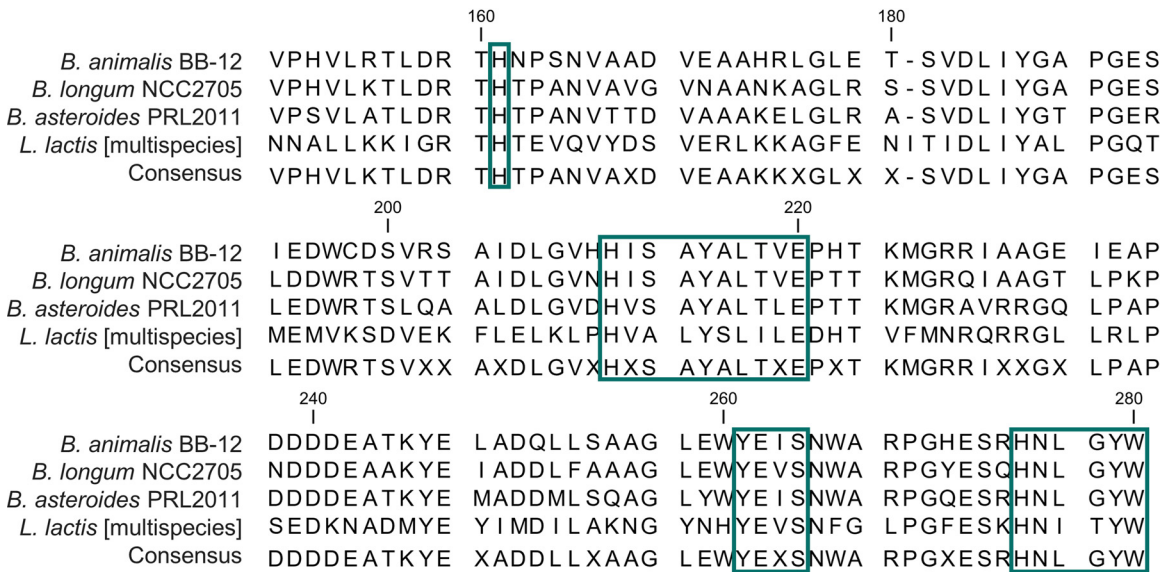 160 180
B. animalis BB-12 VPHVLRTLDR THNPSNVAAD VEAAHRLGLE T-SVDLIYGA PGES
B. longum NCC2705 VPHVLKTLDR THTPANVAVG VNAANKAGLR S-SVDLIYGA PGES
B. asteroides PRL2011 VPSVLATLDR THTPANVTTD VAAAKELGLR A-SVDLIYGT PGER
L. lactis [multispecies] NNALLKKIGR THTEVQVYDS VERLKKAGFE NITIDLIYAL PGQT
Consensus VPHVLKTLDR THTPANVAXD VEAAKKXGLX X-SVDLIYGA PGES
200 220
B. animalis BB-12 IEDWCDSVRS AIDLGVHHIS AYALTVEPHT KMGRRIAAGE IEAP
B. longum NCC2705 LDDWRTSVTT AIDLGVNHIS AYALTVEPTT KMGRQIAAGT LPKP
B. asteroides PRL2011 LEDWRTSLQA ALDLGVDHVS AYALTLEPTT KMGRAVRRGQ LPAP
L. lactis [multispecies] MEMVKSDVEK FLELKLPHVA LYSLILEDHT VFMNRQRRGL LRLP
Consensus LEDWRTSVXX AXDLGVXHXS AYALTXEPXT KMGRIXXGX LPAP
240 260 280
B. animalis BB-12 DDDDEATKYE LADQLLSAAG LEWYEISNWA RPGHESRHNL GYW
B. longum NCC2705 NDDDEAAKYE IADDLFAAAG LEWYEVSNWA RPGYESQHNL GYW
B. asteroides PRL2011 DDDDEATKYE MADDMLSQAG LYWYEISNWA RPGQESRHNL GYW
L. lactis [multispecies] SEDKNADMYE YIMDILAKNG YNHYEVSNFG LPGFESKHNI TYW
Consensus DDDDEATKYE XADDLLXAAG LEWYEXSNWA RPGXESRHNL GYW